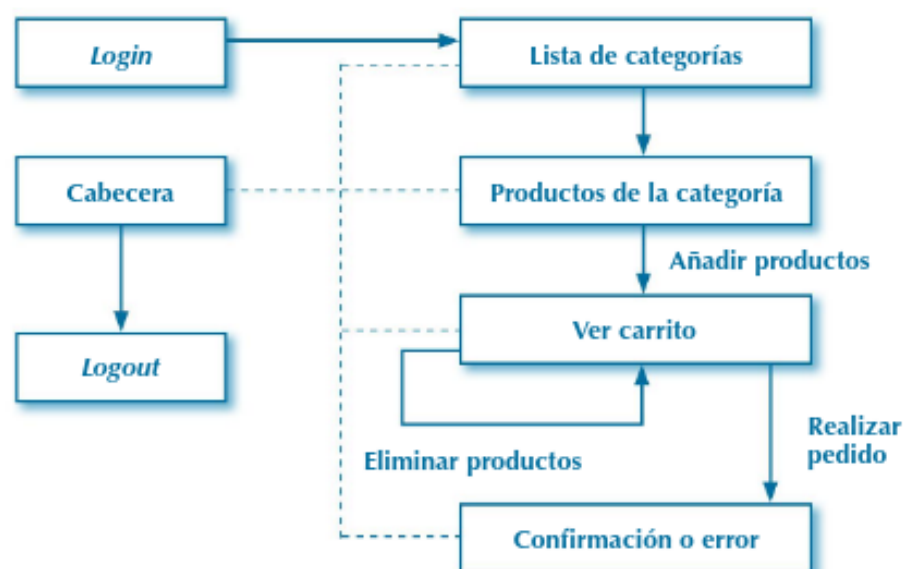 Login
Lista de categorías
Cabecera
Productos de la categoría
Añadir productos
Ver carrito
Logout
Realizar
pedido
Eliminar productos
Confirmación o error